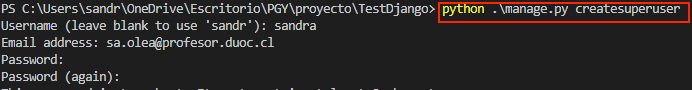 PS C:\Users\sandr\OneDrive\Escritorio\PGY\proyecto\TestDjango> python .\manage.py createsuperuser
Username (leave blank to use 'sandr'): sandra
Email address: sa.olea@profesor.duoc.cl
Password:
Password (again):